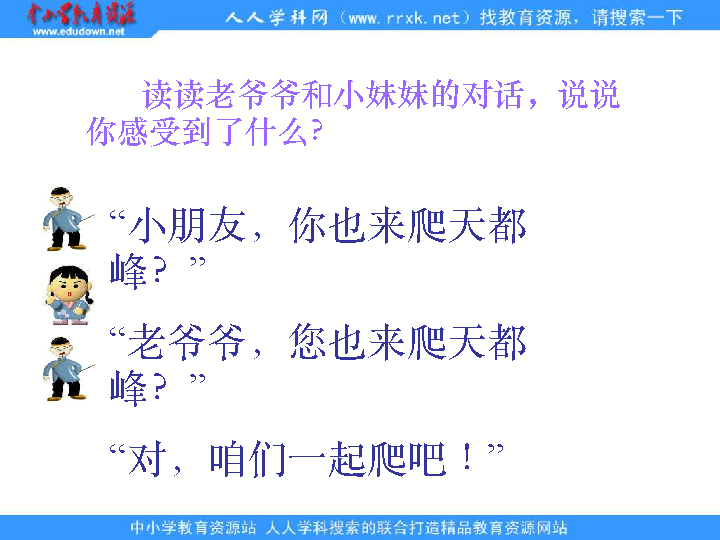 中小学教育资源
www.edudown.net
人人学科网（www.rrxk.net）找教育资源，请搜索一下
读读老爷爷和小妹妹的对话，说说
你感受到了什么？
“小朋友，你也来爬天都
峰？”
“老爷爷，您也来爬天都
峰？”
“对，咱们一起爬吧！”
中小学教育资源站 人人学科搜索的联合打造精品教育资源网站